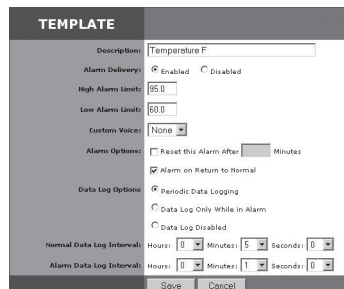 TEMPLATE
Description: Temperature F
Alarm Delivery: Enabled Disabled
High Alarm Limit: 95.0
Low Alarm Limit: 60.0
Custom Voice: None
Alarm Options: Reset this Alarm After Minutes
Alarm on Return to Normal
Data Log Options Periodic Data Logging
Data Log Only While in Alarm
Data Log Disabled
Normal Data Log Interval: Hours: 0 Minutes: 5 Seconds: 0
Alarm Data Log Interval: Hours: 0 Minutes: 1 Seconds: 0
Save Cancel